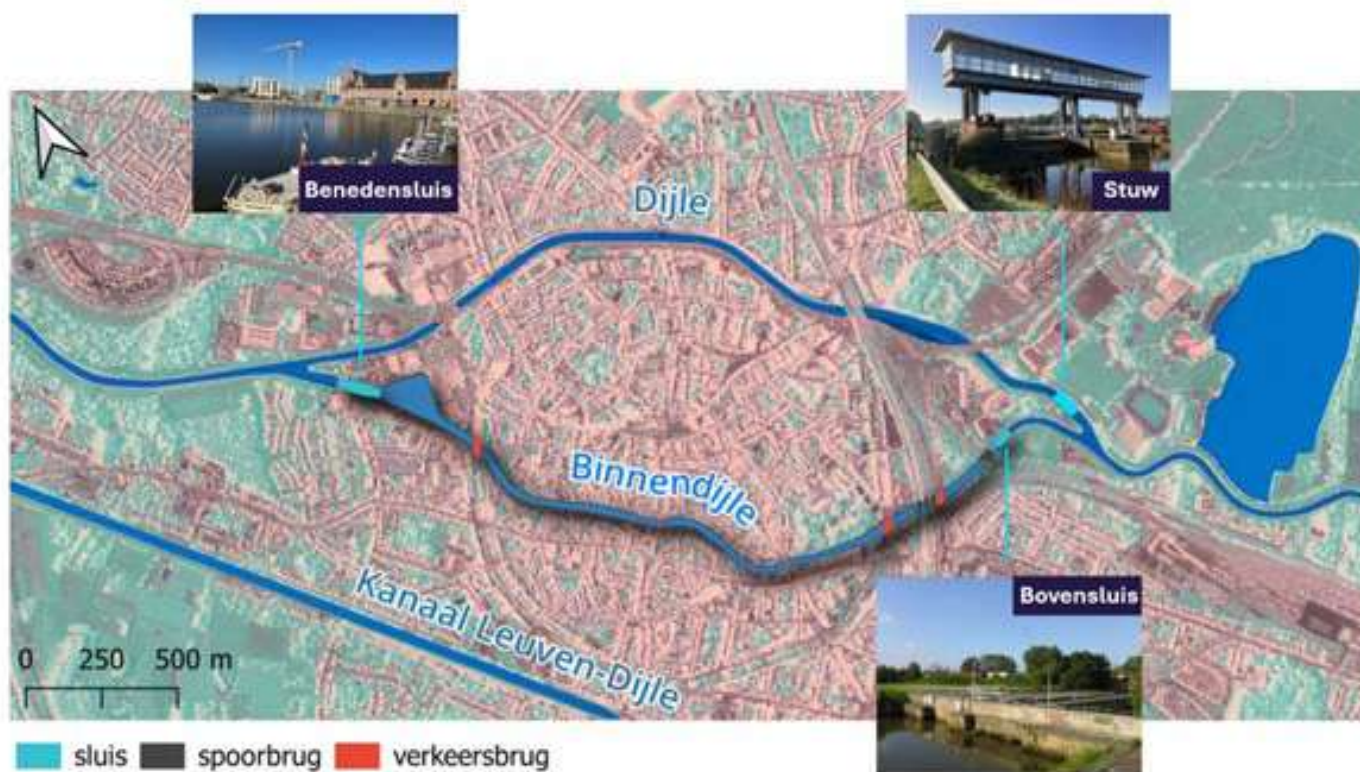 Benedensluis
Stuw
Dijle
Binnendijle
Kanaal Leuven-Dijle
Bovensluis
0 250 500 m
sluis spoorbrug verkeersbrug